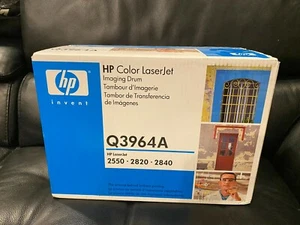 hp
invent
HP Color LaserJet
Imaging Drum
Tambour d'Imagerie
Tambor de Transferencia
de Imágenes
Q3964A
HP LaserJet
2550 · 2820 · 2840